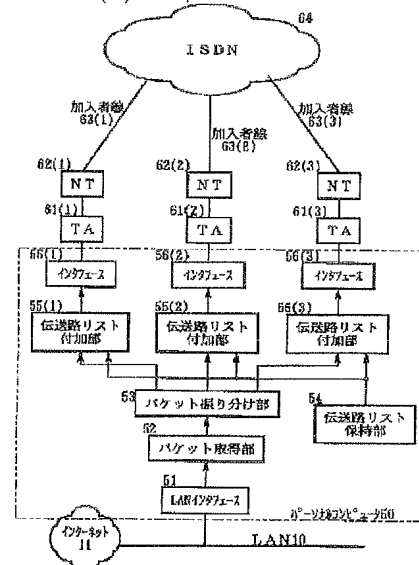 64
ISDN
加入者線
63(1)
加入者線
63(2)
加入者線
63(3)
62(1)
NT
62(2)
NT
62(3)
NT
61(1)
TA
61(2)
TA
61(3)
TA
56(1)
インタフェース
56(2)
インタフェース
56(3)
インタフェース
55(1)
伝送路リスト
付加部
55(2)
伝送路リスト
付加部
55(3)
伝送路リスト
付加部
53
パケット振り分け部
54
伝送路リスト
保持部
52
パケット取得部
51
LANインタフェース
パーソナルコンピュータ50
インターネット
11
LAN10